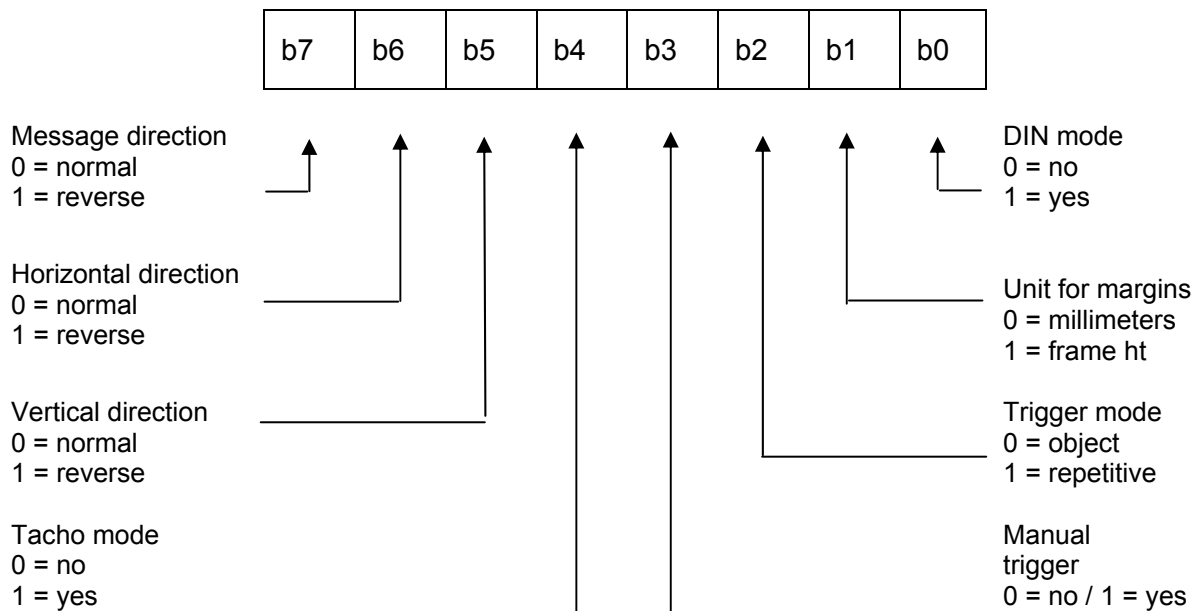 b7 b6 b5 b4 b3 b2 b1 b0
Message direction
0 = normal
1 = reverse
DIN mode
0 = no
1 = yes
Horizontal direction
0 = normal
1 = reverse
Unit for margins
0 = millimeters
1 = frame ht
Vertical direction
0 = normal
1 = reverse
Trigger mode
0 = object
1 = repetitive
Tacho mode
0 = no
1 = yes
Manual
trigger
0 = no / 1 = yes